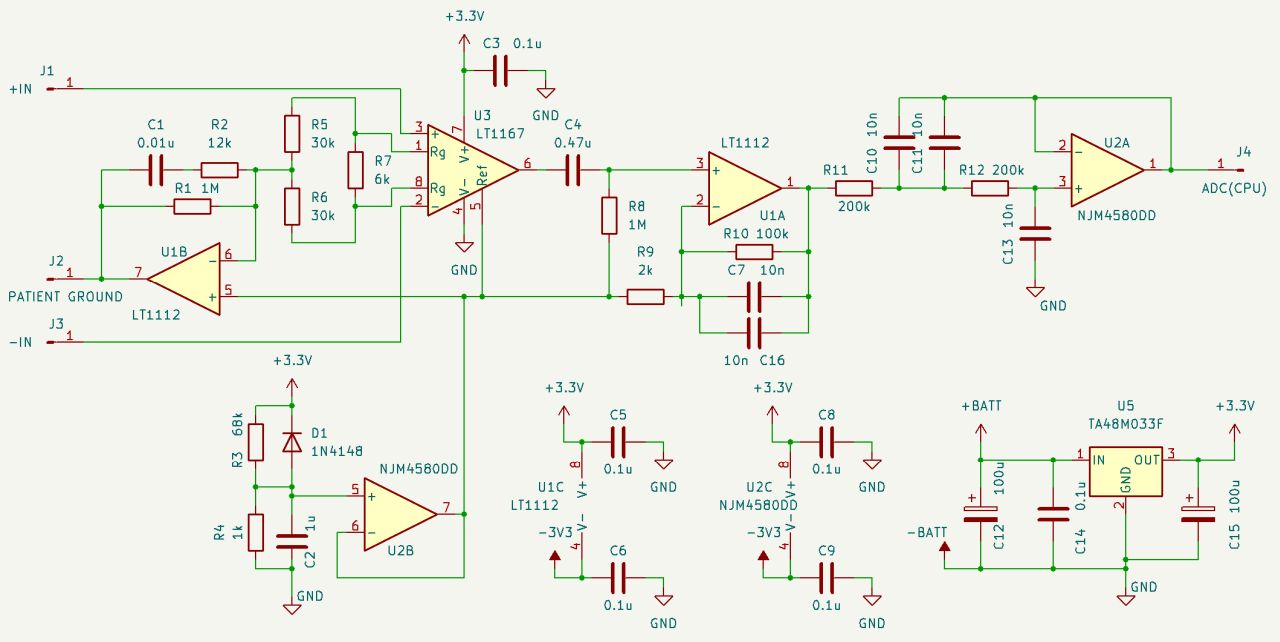 +3.3V
C3 0.1u
GND
J1
+IN
1
C1
0.01u
R2
12k
R1 1M
R5
30k
R6
30k
R7
6k
U3
LT1167
3
+
1
Rg
8
Rg
2
-
7
V+
V-
4
Ref
5
6
GND
C4
0.47u
R8
1M
R9
2k
LT1112
3
+
2
-
1
U1A
R10 100k
C7 10n
10n C16
R11
200k
C10 10n
C11 10n
R12 200k
C13 10n
GND
U2A
2
-
3
+
1
NJM4580DD
J4
1
ADC(CPU)
J2
1
PATIENT GROUND
7
U1B
-
6
+
5
LT1112
J3
-IN
1
+3.3V
R3 68k
D1
1N4148
R4 1k
C2 1u
GND
NJM4580DD
5
+
6
-
7
U2B
+3.3V
C5
0.1u
GND
8
V+
U1C
LT1112
V-
4
-3V3
C6
0.1u
GND
+3.3V
C8
0.1u
GND
8
V+
U2C
NJM4580DD
V-
4
-3V3
C9
0.1u
GND
+BATT
U5
TA48M033F
+3.3V
1
IN
OUT
3
GND
2
+
C12 100u
C14 0.1u
+
C15 100u
-BATT
GND